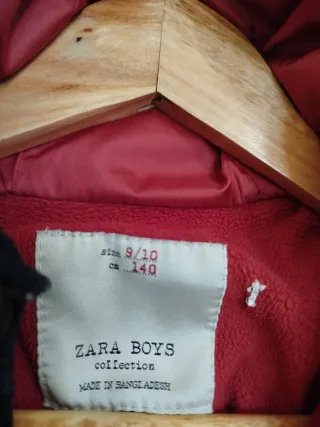 size 9/10
cm 140
ZARA BOYS
collection
MADE IN BANGLADESH